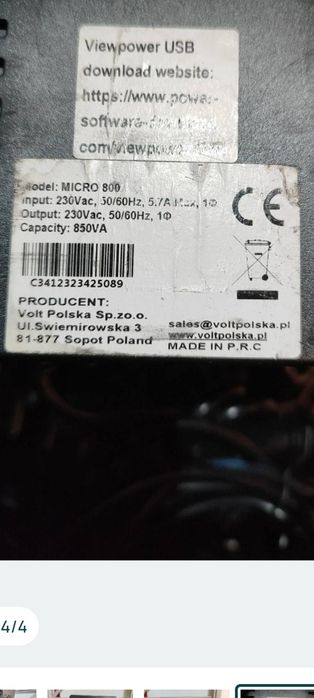 Viewpower USB
download website:
https://www.power-
software-
com/viewpower
Model: MICRO 800
Input: 230Vac, 50/60Hz, 5.7A Max, 1Φ
Output: 230Vac, 50/60Hz, 1Φ
Capacity: 850VA
CE
C3412323425089
PRODUCENT:
Volt Polska Sp.zo.o.
Ul.Swiemirowska 3
81-877 Sopot Poland
sales@voltpolska.pl
www.voltpolska.pl
MADE IN P.R.C
4/4